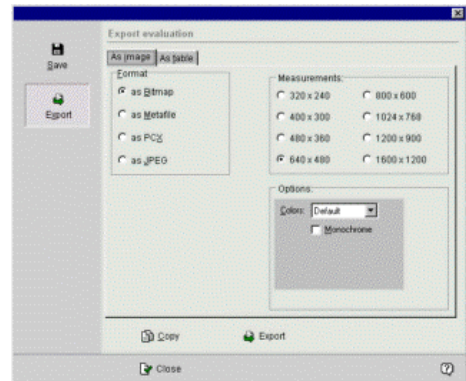 Export evaluation
Save
Export
As image As table
Format
as Bitmap
as Metafile
as PCX
as JPEG
Measurements:
320 x 240
400 x 300
480 x 360
640 x 480
800 x 600
1024 x 768
1200 x 900
1600 x 1200
Options:
Colors: Default
Monochrome
Copy Export
Close